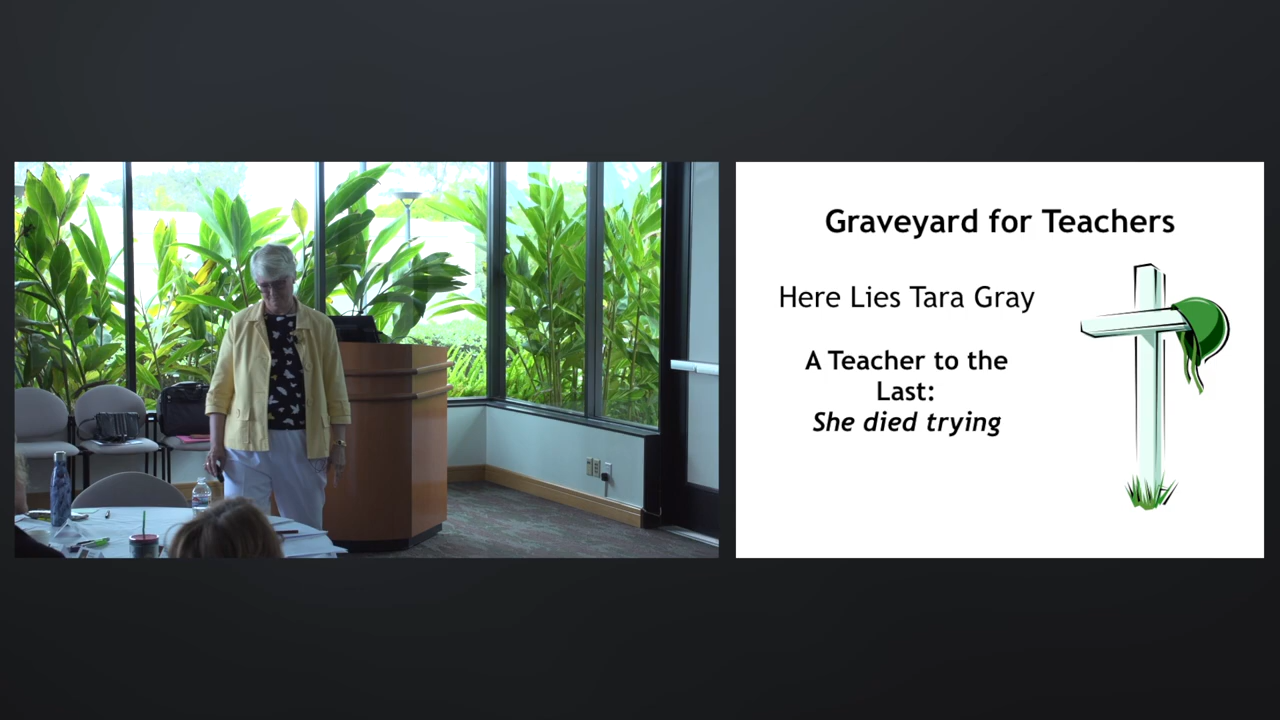 Graveyard for Teachers
Here Lies Tara Gray
A Teacher to the
Last:
She died trying